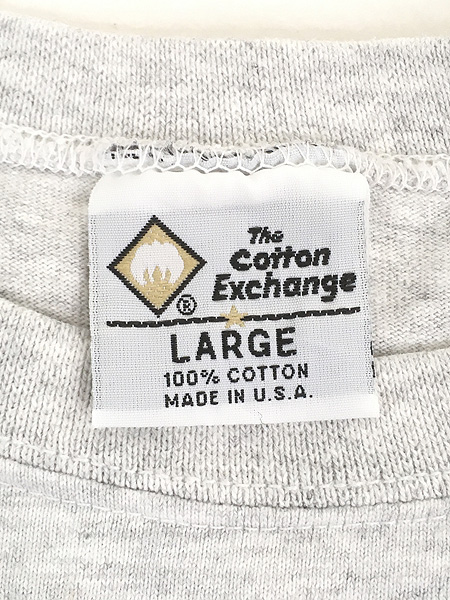 The
Cotton
Exchange
®
LARGE
100% COTTON
MADE IN U.S.A.